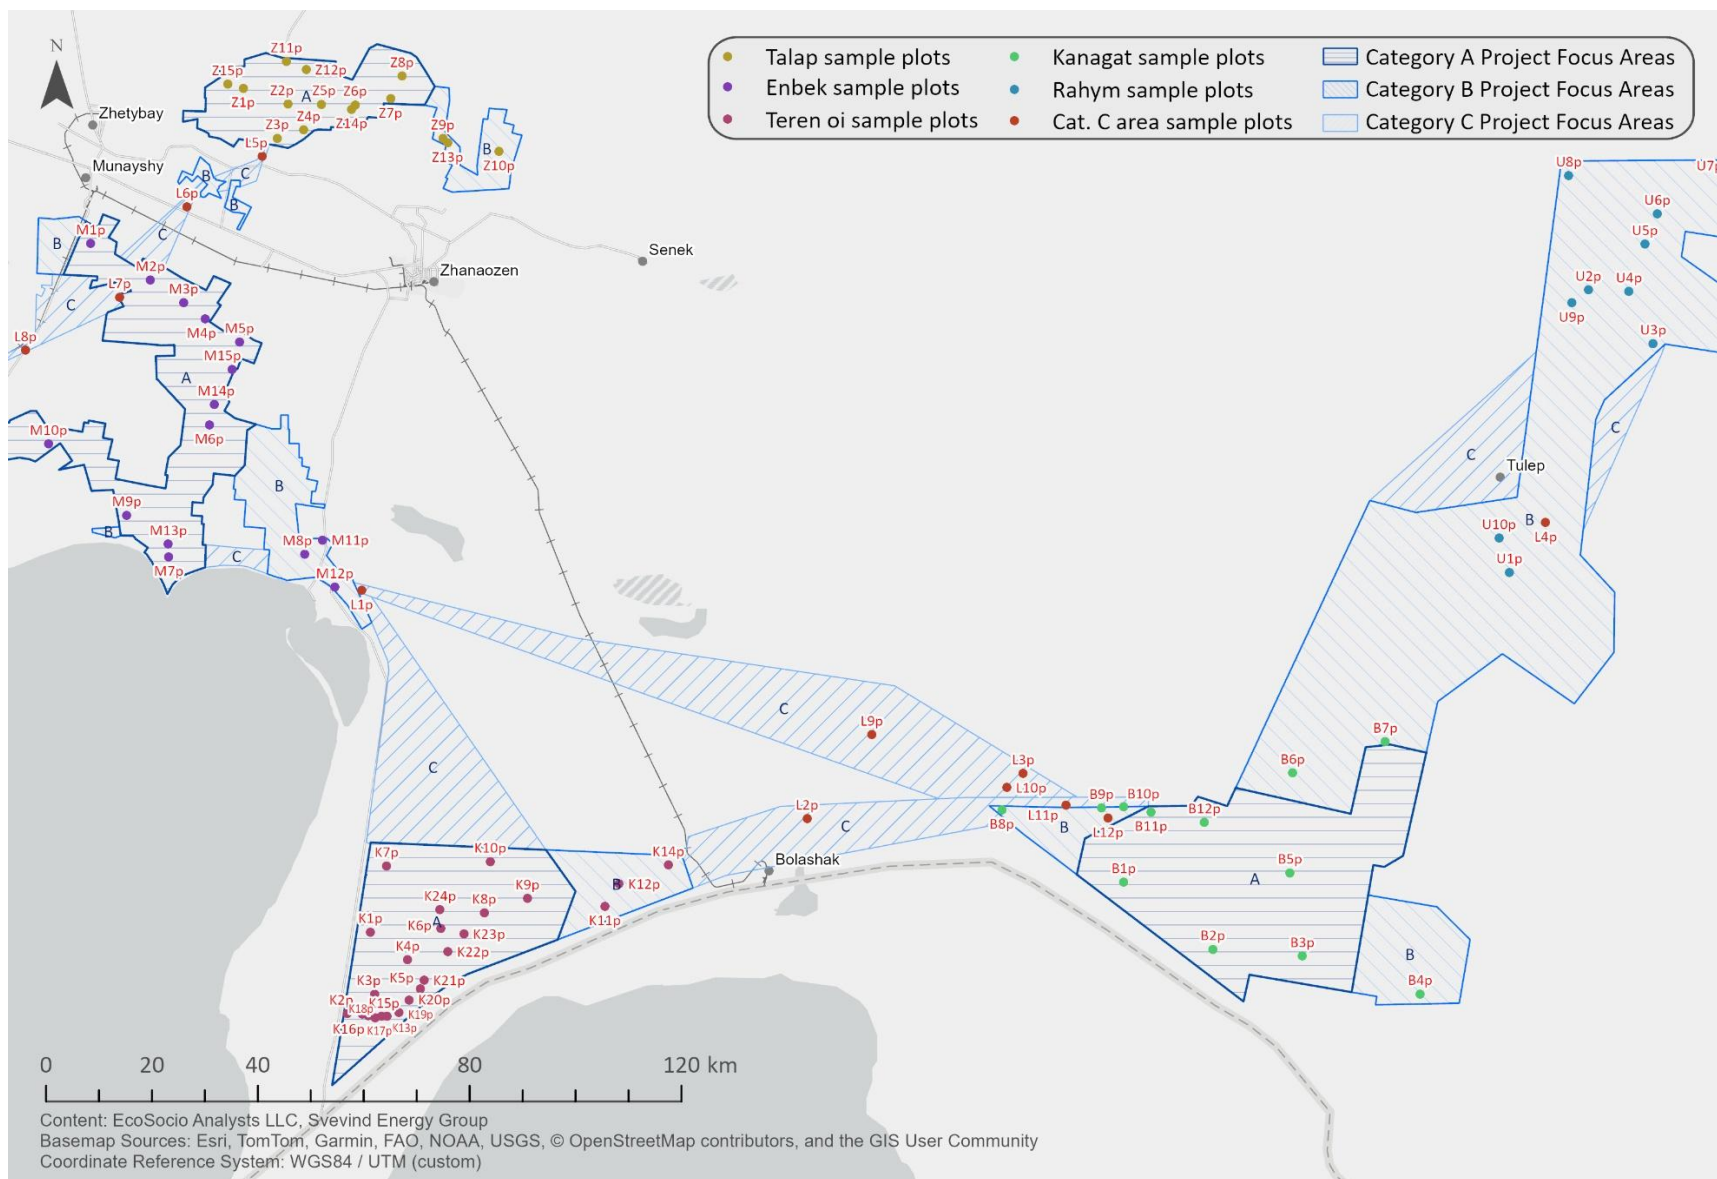 N
Talap sample plots
Enbek sample plots
Teren oi sample plots
Kanagat sample plots
Rahym sample plots
Cat. C area sample plots
Category A Project Focus Areas
Category B Project Focus Areas
Category C Project Focus Areas
Z11p
Z15p
Z12p
Z8p
Z1p
Z2p
A
Z5p
Z6p
Z7p
Z3p
Z4p
Z14p
Z9p
Z13p
B
Z10p
Zhetybay
Munayshy
L5p
B
C
B
L6p
C
Zhanaozen
Senek
B
M1p
M2p
L7p
C
M3p
M4p
M5p
L8p
M15p
A
M14p
M6p
M10p
B
M9p
B
M13p
M7p
C
M8p
M11p
M12p
L1p
C
C
L9p
L3p
L10p
L2p
C
L11p
L12p
B8p
B
B9p
B10p
B11p
B12p
Bolashak
K7p
K10p
K14p
K9p
B
K12p
K11p
K24p
K8p
A
K1p
K6p
K23p
K4p
K22p
K5p
K21p
K3p
K20p
K2p
K18p
K15p
K19p
K16p
K17p
K13p
U8p
U7p
U6p
U5p
U2p
U4p
U9p
U3p
C
C
Tulep
B
L4p
U10p
U1p
B7p
B6p
B1p
A
B5p
B2p
B3p
B
B4p
0 20 40 80 120 km
Content: EcoSocio Analysts LLC, Svevind Energy Group
Basemap Sources: Esri, TomTom, Garmin, FAO, NOAA, USGS, © OpenStreetMap contributors, and the GIS User Community
Coordinate Reference System: WGS84 / UTM (custom)